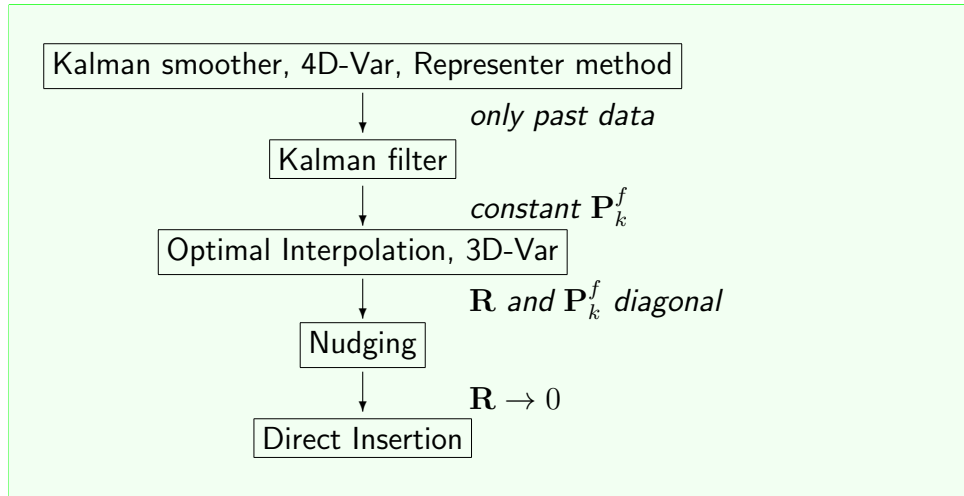 Kalman smoother, 4D-Var, Representer method
only past data
Kalman filter
constant P_k^f
Optimal Interpolation, 3D-Var
R and P_k^f diagonal
Nudging
R → 0
Direct Insertion